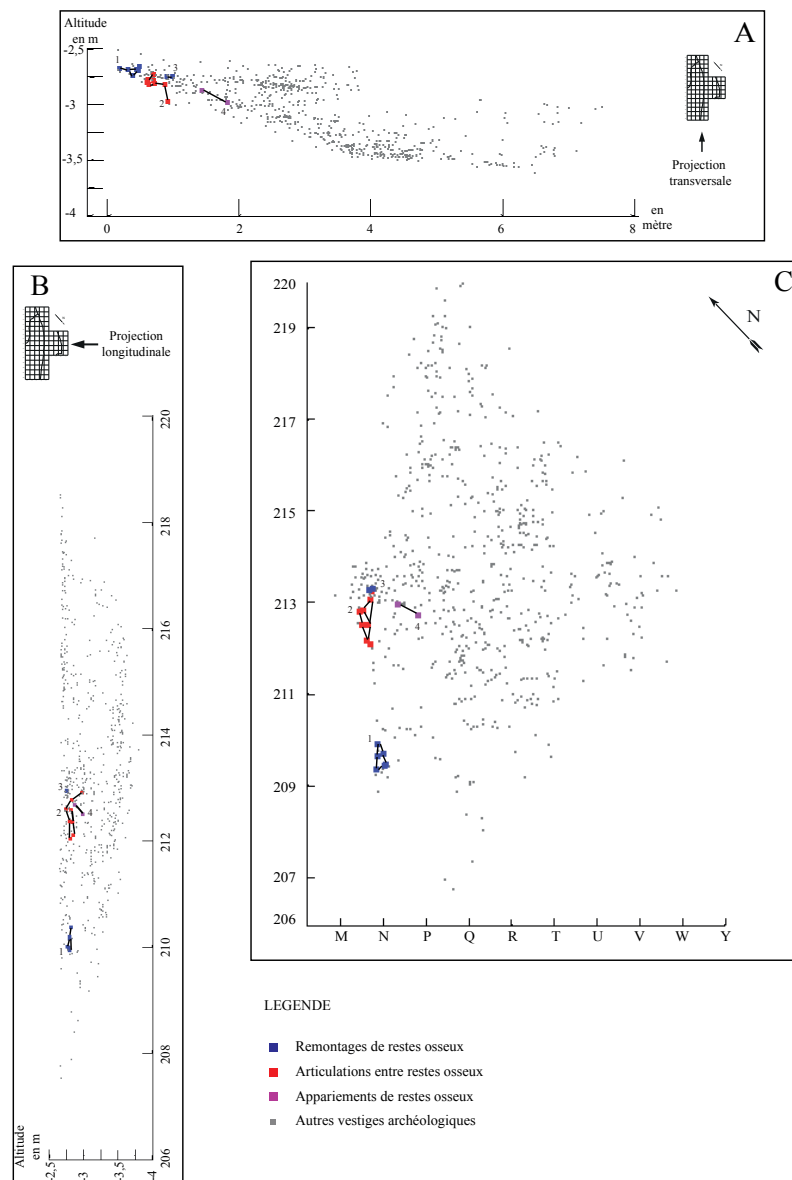 Altitude
en m
A
-2,5
-3
-3,5
-4
1
3
2
4
0
2
4
6
8
en
mètre
Projection
transversale
B
Projection
longitudinale
220
218
216
214
212
210
208
206
3
2
4
1
Altitude
en m
-2,5
-3
-3,5
-4
C
N
220
219
217
215
213
211
209
207
206
3
2
4
1
M N P Q R T U V W Y
LEGENDE
Remontages de restes osseux
Articulations entre restes osseux
Appariements de restes osseux
Autres vestiges archéologiques